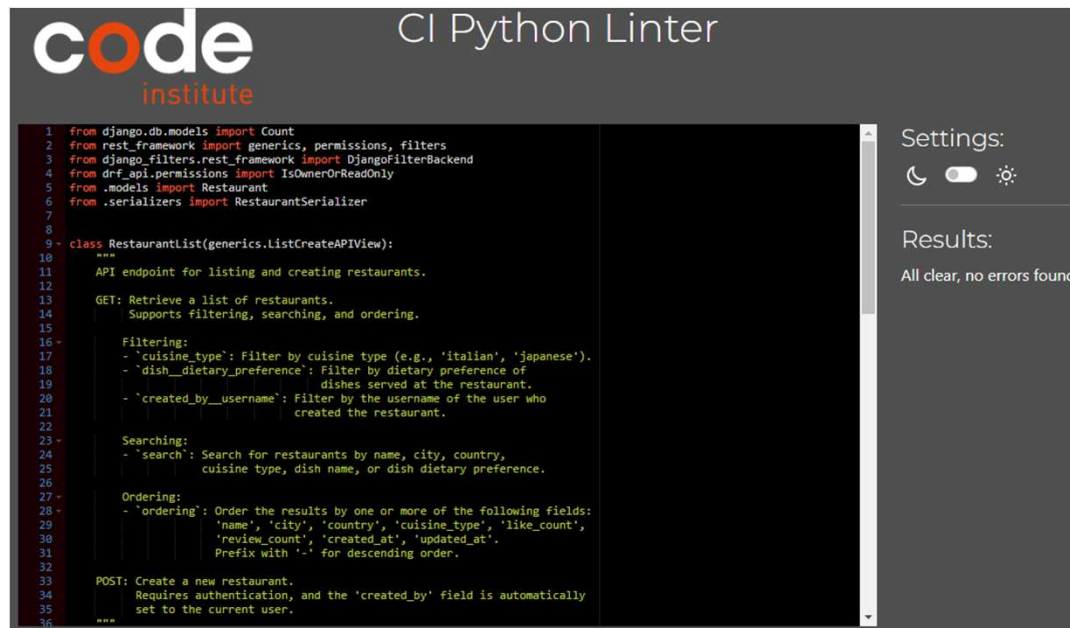 code
institute
CI Python Linter
1 from django.db.models import Count
2 from rest_framework import generics, permissions, filters
3 from django_filters.rest_framework import DjangoFilterBackend
4 from drf_api.permissions import IsOwnerOrReadOnly
5 from .models import Restaurant
6 from .serializers import RestaurantSerializer
7
8
9 class RestaurantList(generics.ListCreateAPIView):
10 """
11 API endpoint for listing and creating restaurants.
12
13 GET: Retrieve a list of restaurants.
14 Supports filtering, searching, and ordering.
15
16 Filtering:
17 - `cuisine_type`: Filter by cuisine type (e.g., 'italian', 'japanese').
18 - `dish__dietary_preference`: Filter by dietary preference of
19 dishes served at the restaurant.
20 - `created_by__username`: Filter by the username of the user who
21 created the restaurant.
22
23 Searching:
24 - `search`: Search for restaurants by name, city, country,
25 cuisine type, dish name, or dish dietary preference.
26
27 Ordering:
28 - `ordering`: Order the results by one or more of the following fields:
29 'name', 'city', 'country', 'cuisine_type', 'like_count',
30 'review_count', 'created_at', 'updated_at'.
31 Prefix with '-' for descending order.
32
33 POST: Create a new restaurant.
34 Requires authentication, and the 'created_by' field is automatically
35 set to the current user.
36 """
Settings:
Results:
All clear, no errors found